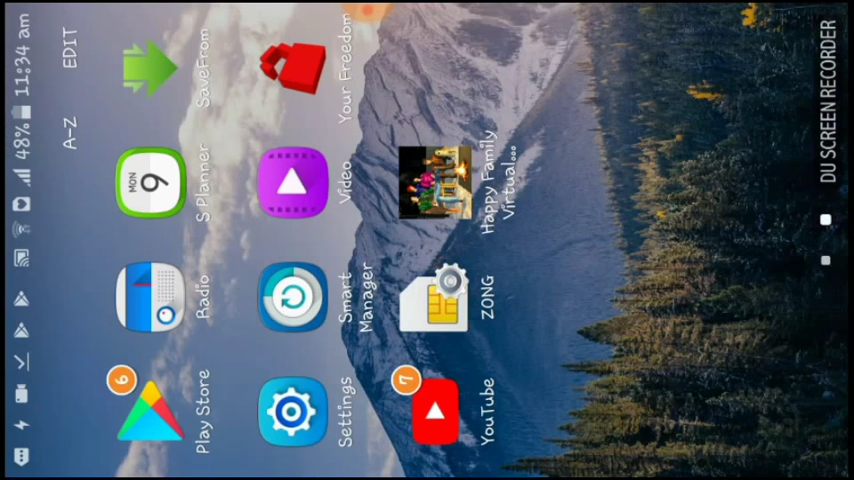 48% 11:34 am
A-Z EDIT
Play Store
Radio
S Planner
SaveFrom
Settings
Smart
Manager
Video
Your Freedom
YouTube
ZONG
Happy Family
Virtual...
6
MON
9
7
DU SCREEN RECORDER